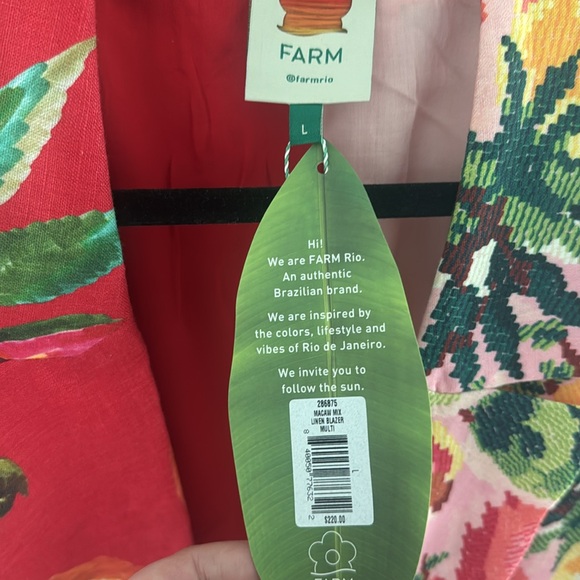 FARM
@farmrio
L
Hi!
We are FARM Rio.
An authentic
Brazilian brand.
We are inspired by
the colors, lifestyle and
vibes of Rio de Janeiro.
We invite you to
follow the sun.
286875
MACAW MIX
LINEN BLAZER
MULTI
L
$220.00
FARM